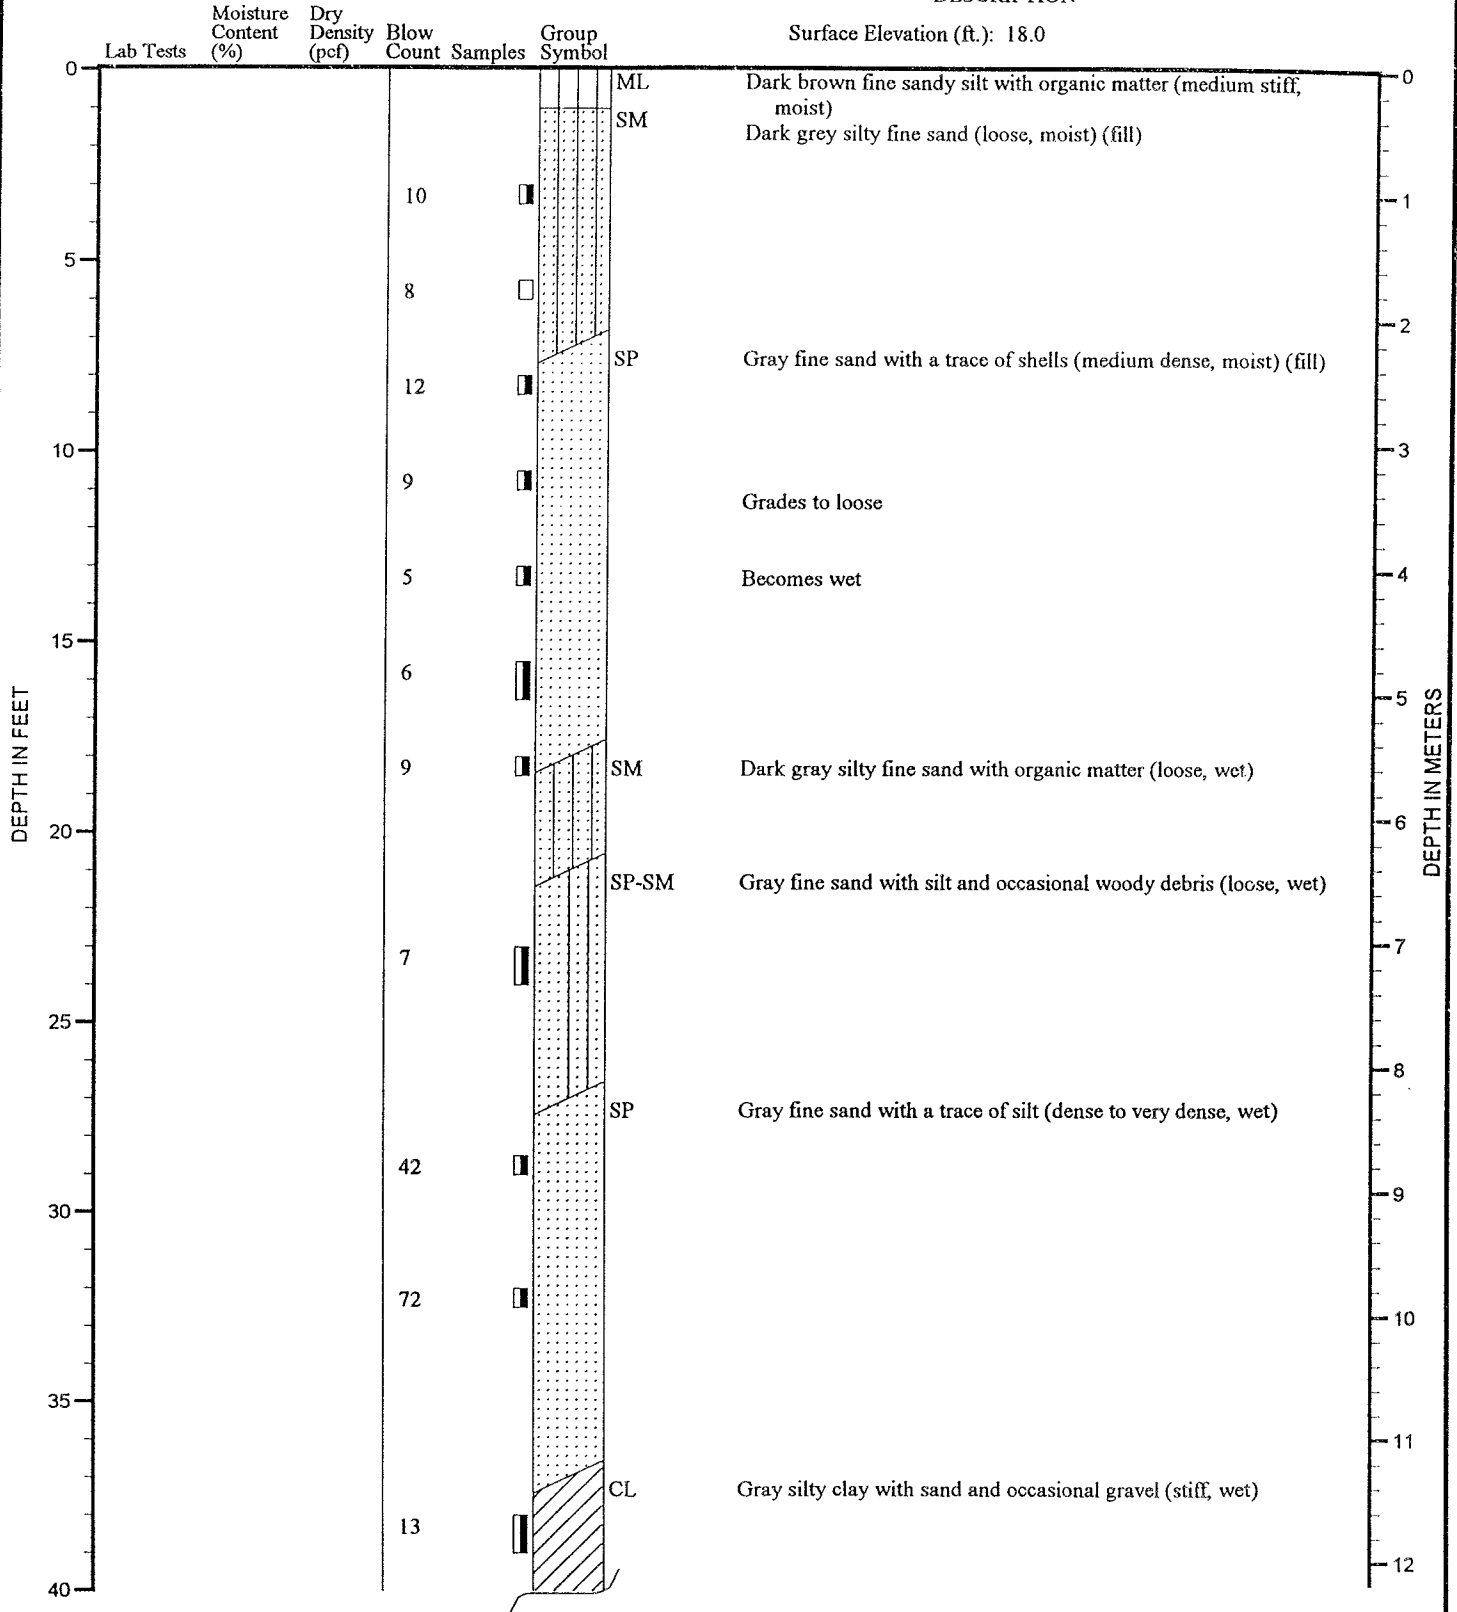 DESCRIPTION
Moisture Content (%)
Dry Density (pcf)
Lab Tests
Blow Count
Samples
Group Symbol
Surface Elevation (ft.): 18.0
0
ML Dark brown fine sandy silt with organic matter (medium stiff,
moist)
0
SM Dark grey silty fine sand (loose, moist) (fill)
10
1
5
8
2
SP Gray fine sand with a trace of shells (medium dense, moist) (fill)
12
10
3
9
Grades to loose
5
Becomes wet
4
15
6
5
9
SM Dark gray silty fine sand with organic matter (loose, wet)
DEPTH IN FEET
DEPTH IN METERS
20
6
SP-SM Gray fine sand with silt and occasional woody debris (loose, wet)
7
7
25
8
SP Gray fine sand with a trace of silt (dense to very dense, wet)
42
9
30
72
10
35
11
CL Gray silty clay with sand and occasional gravel (stiff, wet)
13
12
40